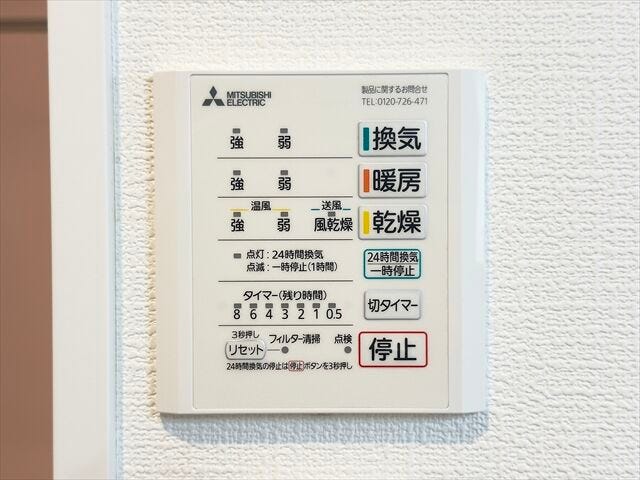 MITSUBISHI
ELECTRIC
製品に関するお問合せ
TEL:0120-726-471
強 弱 換気
強 弱 暖房
温風 送風
強 弱 風乾燥 乾燥
点灯:24時間換気
点滅:一時停止(1時間)
24時間換気
一時停止
タイマー(残り時間)
8 6 4 3 2 1 0.5
切タイマー
3秒押し
リセット フィルター清掃 点検
停止
24時間換気の停止は停止ボタンを3秒押し